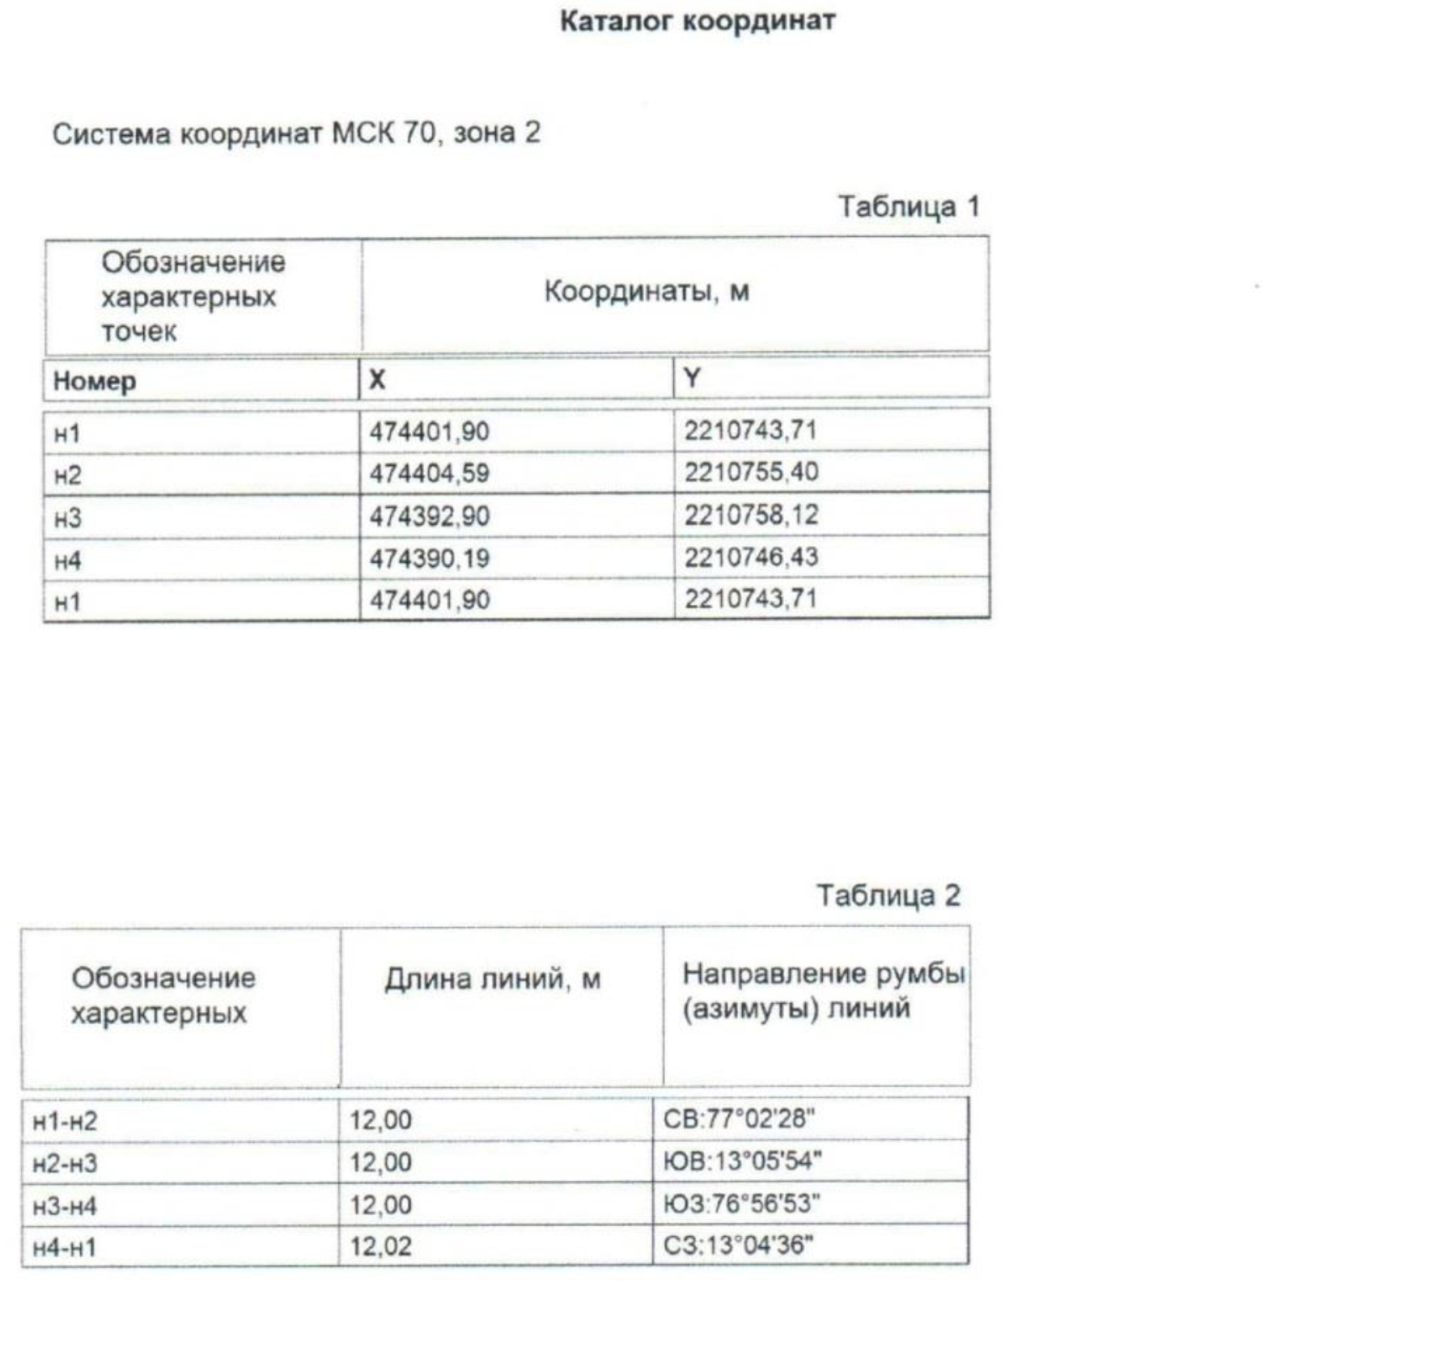 Каталог координат
Система координат МСК 70, зона 2
Таблица 1
Обозначение
характерных
точек
Координаты, м
Номер X Y
н1 474401,90 2210743,71
н2 474404,59 2210755,40
н3 474392,90 2210758,12
н4 474390,19 2210746,43
н1 474401,90 2210743,71
Таблица 2
Обозначение
характерных
Длина линий, м
Направление румбы
(азимуты) линий
н1-н2 12,00 СВ:77°02'28"
н2-н3 12,00 ЮВ:13°05'54"
н3-н4 12,00 ЮЗ:76°56'53"
н4-н1 12,02 СЗ:13°04'36"